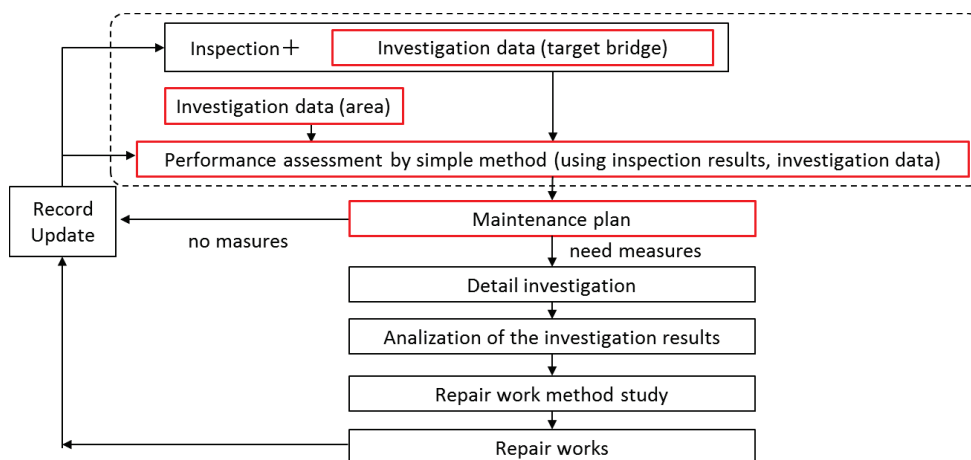 Inspection＋
Investigation data (target bridge)
Investigation data (area)
Performance assessment by simple method (using inspection results, investigation data)
Record
Update
Maintenance plan
no masures
need measures
Detail investigation
Analization of the investigation results
Repair work method study
Repair works